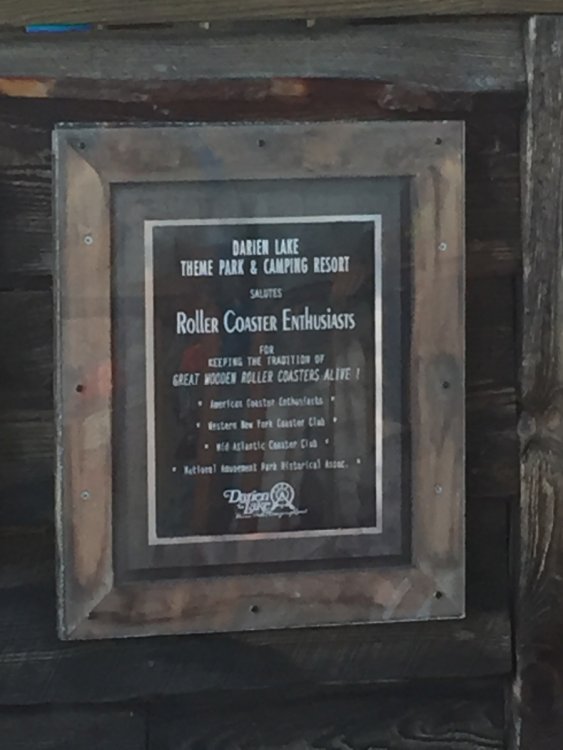 DARIEN LAKE
THEME PARK & CAMPING RESORT
SALUTES
ROLLER COASTER ENTHUSIASTS
FOR
KEEPING THE TRADITION OF
GREAT WOODEN ROLLER COASTERS ALIVE !
* American Coaster Enthusiasts *
* Western New York Coaster Club *
* Mid Atlantic Coaster Club *
* National Amusement Park Historical Assoc. *
Darien
Lake